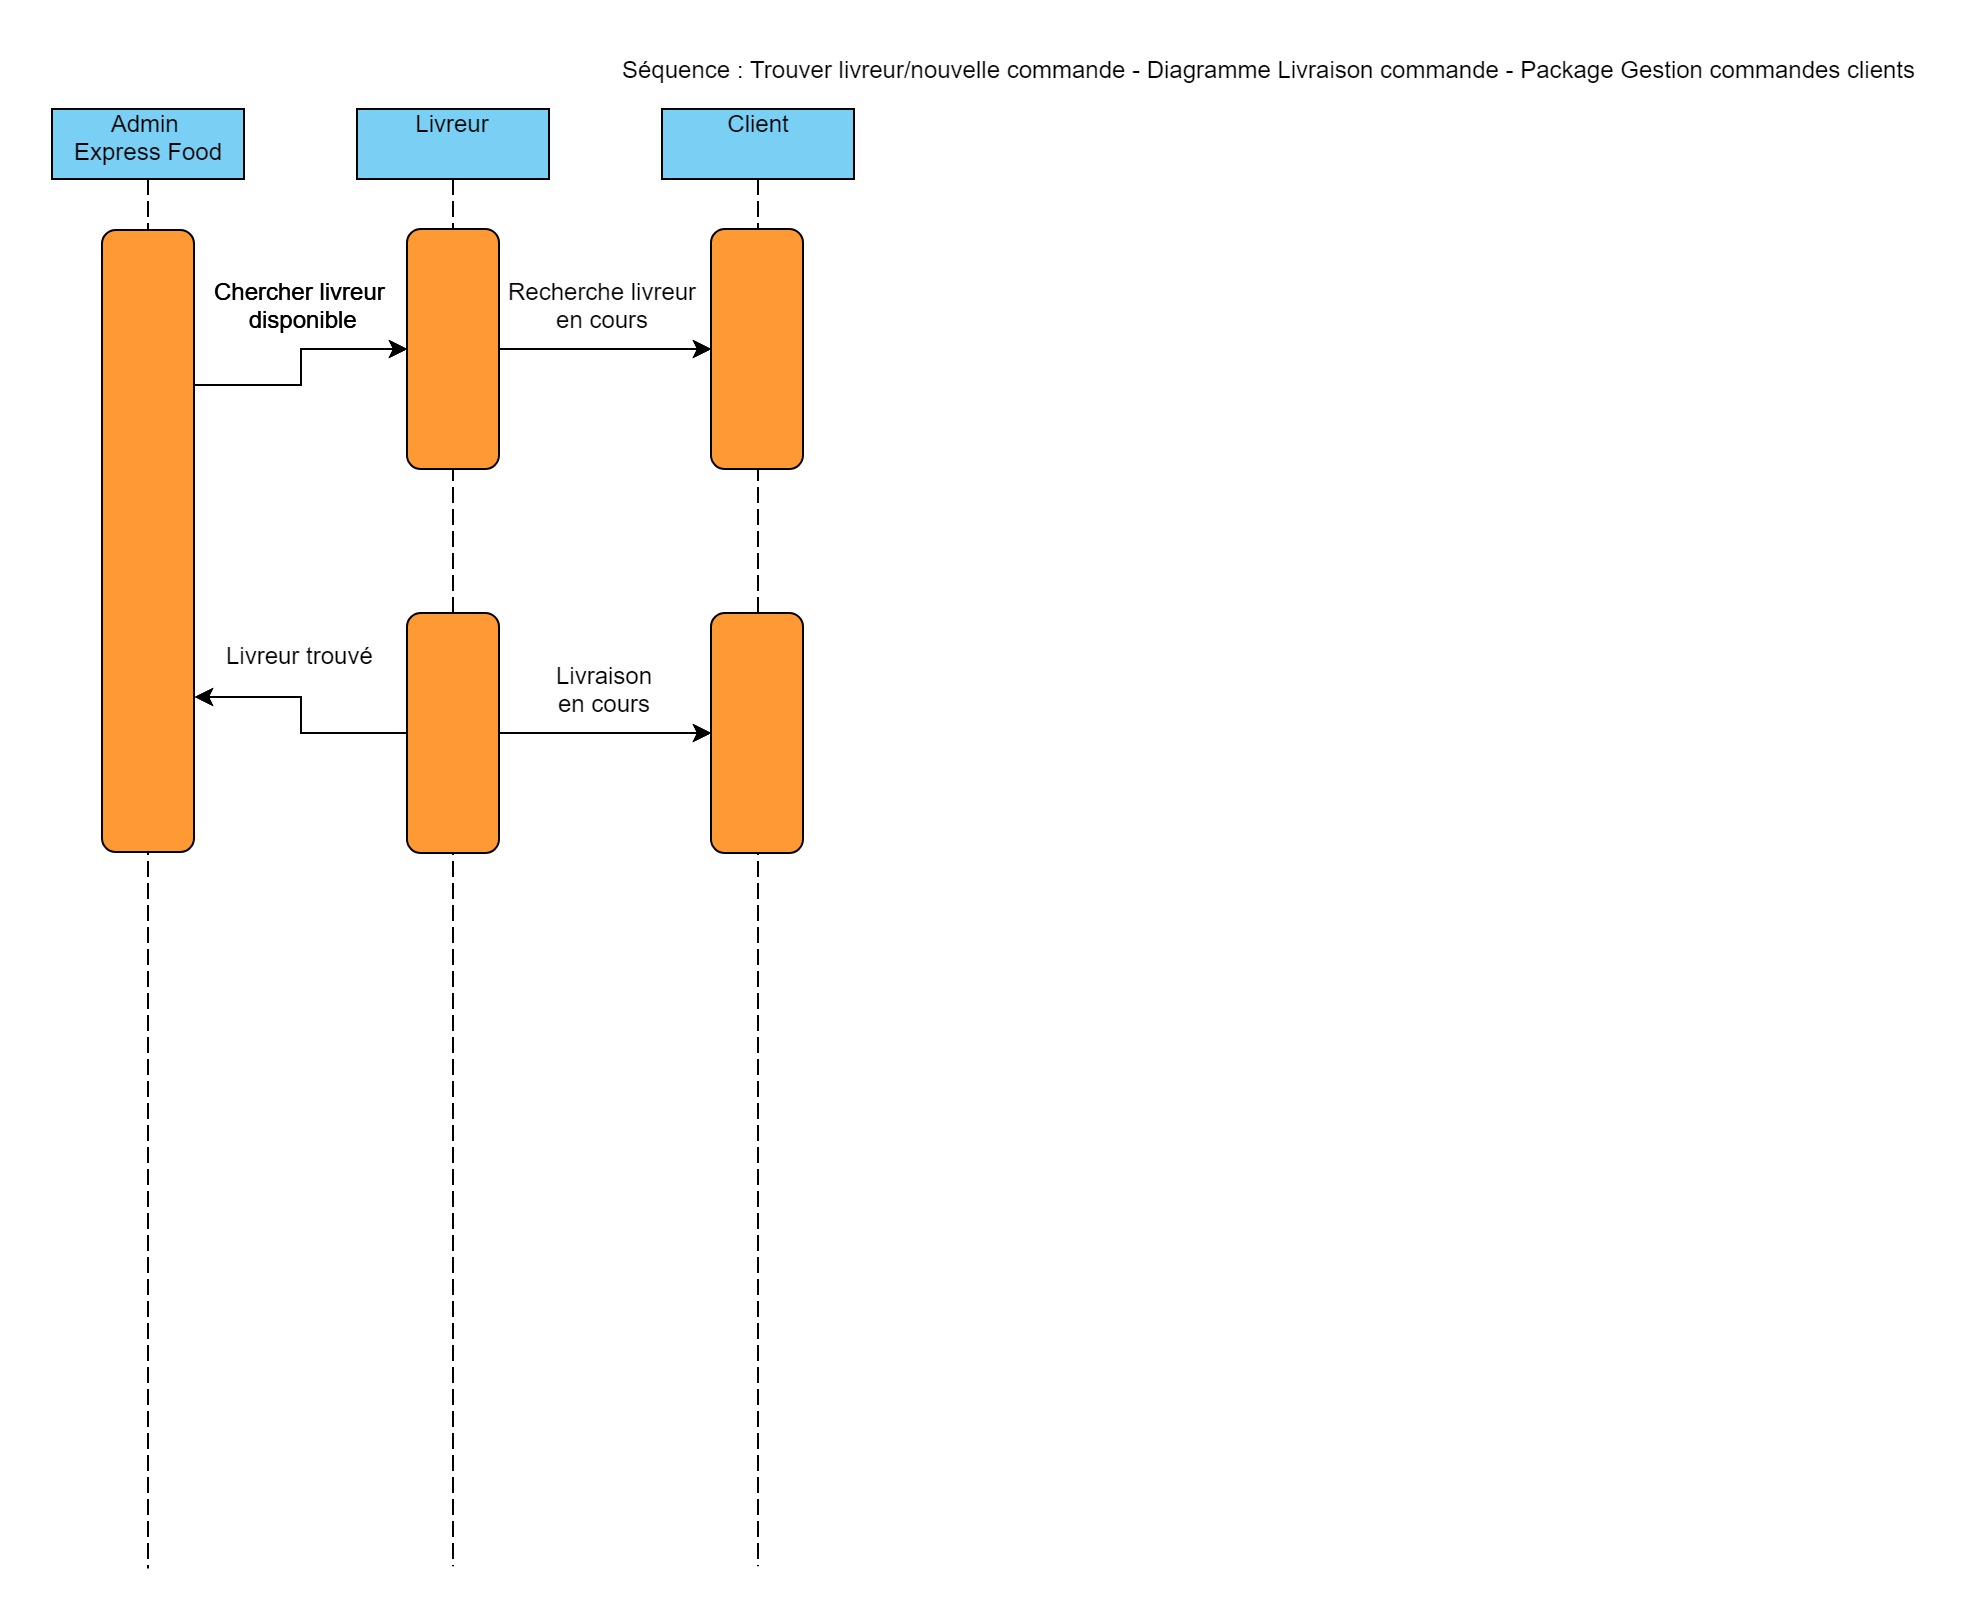 Séquence : Trouver livreur/nouvelle commande - Diagramme Livraison commande - Package Gestion commandes clients
Admin
Express Food
Livreur
Client
Chercher livreur
disponible
Recherche livreur
en cours
Livreur trouvé
Livraison
en cours